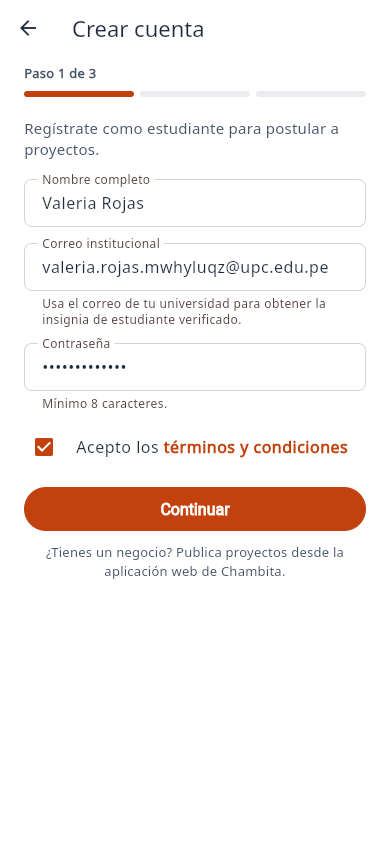 Crear cuenta
Paso 1 de 3
Regístrate como estudiante para postular a
proyectos.
Nombre completo
Valeria Rojas
Correo institucional
valeria.rojas.mwhyluqz@upc.edu.pe
Usa el correo de tu universidad para obtener la
insignia de estudiante verificado.
Contraseña
•••••••••••••
Mínimo 8 caracteres.
Acepto los términos y condiciones
Continuar
¿Tienes un negocio? Publica proyectos desde la
aplicación web de Chambita.